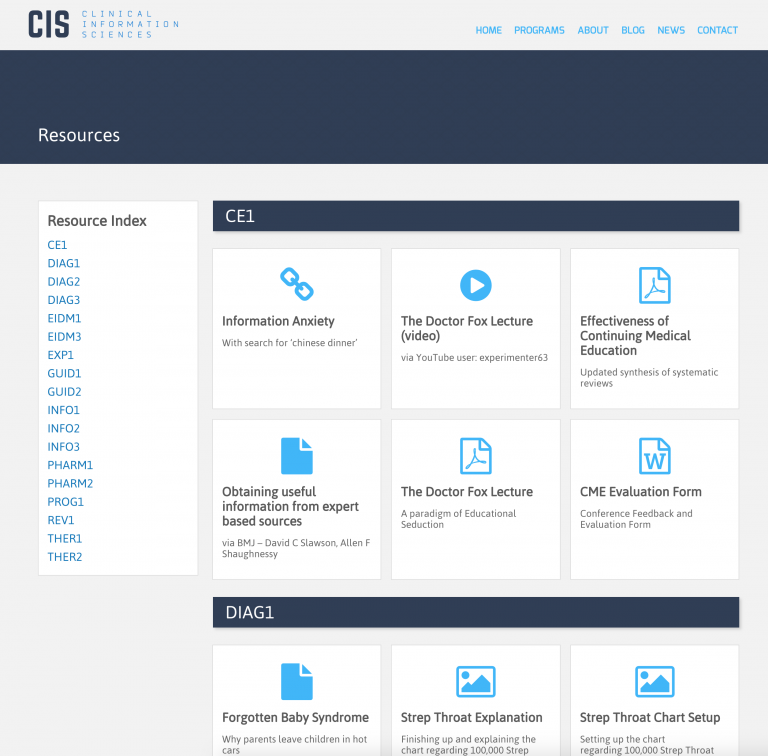 CIS
CLINICAL
INFORMATION
SCIENCES
HOME PROGRAMS ABOUT BLOG NEWS CONTACT
Resources
Resource Index
CE1
DIAG1
DIAG2
DIAG3
EIDM1
EIDM3
EXP1
GUID1
GUID2
INFO1
INFO2
INFO3
PHARM1
PHARM2
PROG1
REV1
THER1
THER2
CE1
Information Anxiety
With search for ‘chinese dinner’
The Doctor Fox Lecture
(video)
via YouTube user: experimenter63
Effectiveness of
Continuing Medical
Education
Updated synthesis of systematic
reviews
Obtaining useful
information from expert
based sources
via BMJ – David C Slawson, Allen F
Shaughnessy
The Doctor Fox Lecture
A paradigm of Educational
Seduction
W
CME Evaluation Form
Conference Feedback and
Evaluation Form
DIAG1
Forgotten Baby Syndrome
Why parents leave children in hot
cars
Strep Throat Explanation
Finishing up and explaining the
chart regarding 100,000 Strep
Strep Throat Chart Setup
Setting up the chart
regarding 100,000 Strep Throat